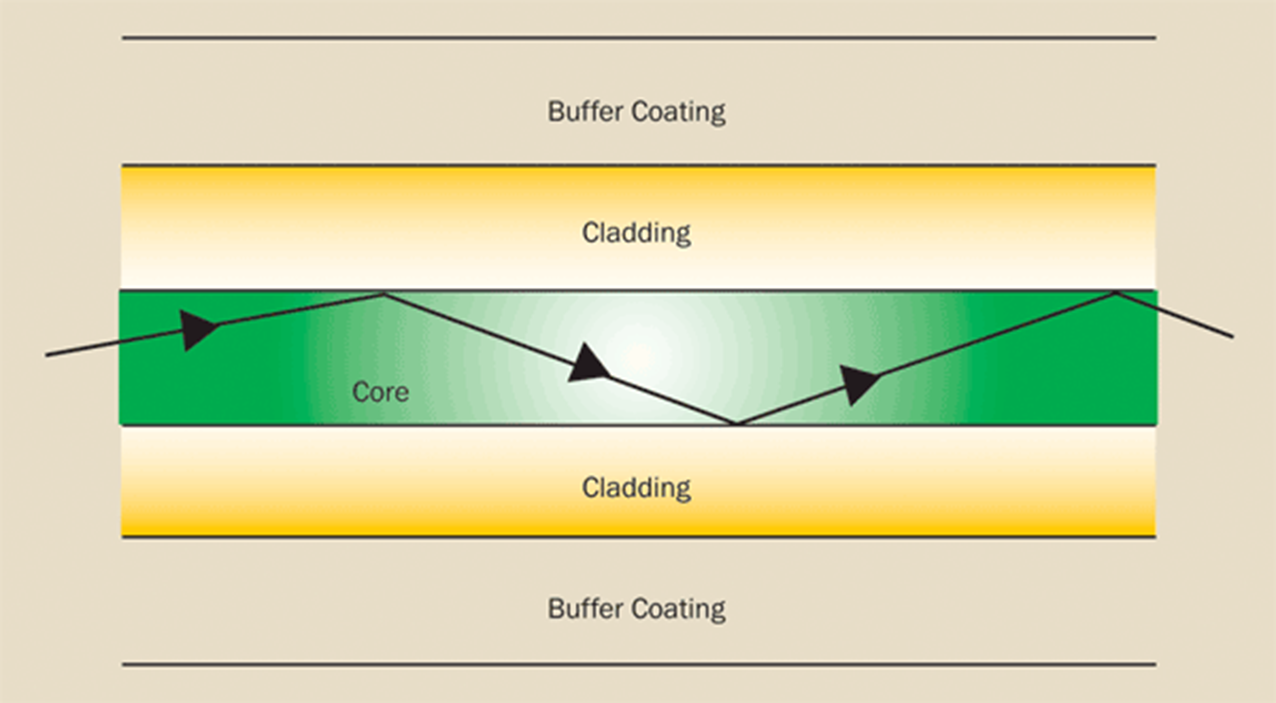 Buffer Coating
Cladding
Core
Cladding
Buffer Coating